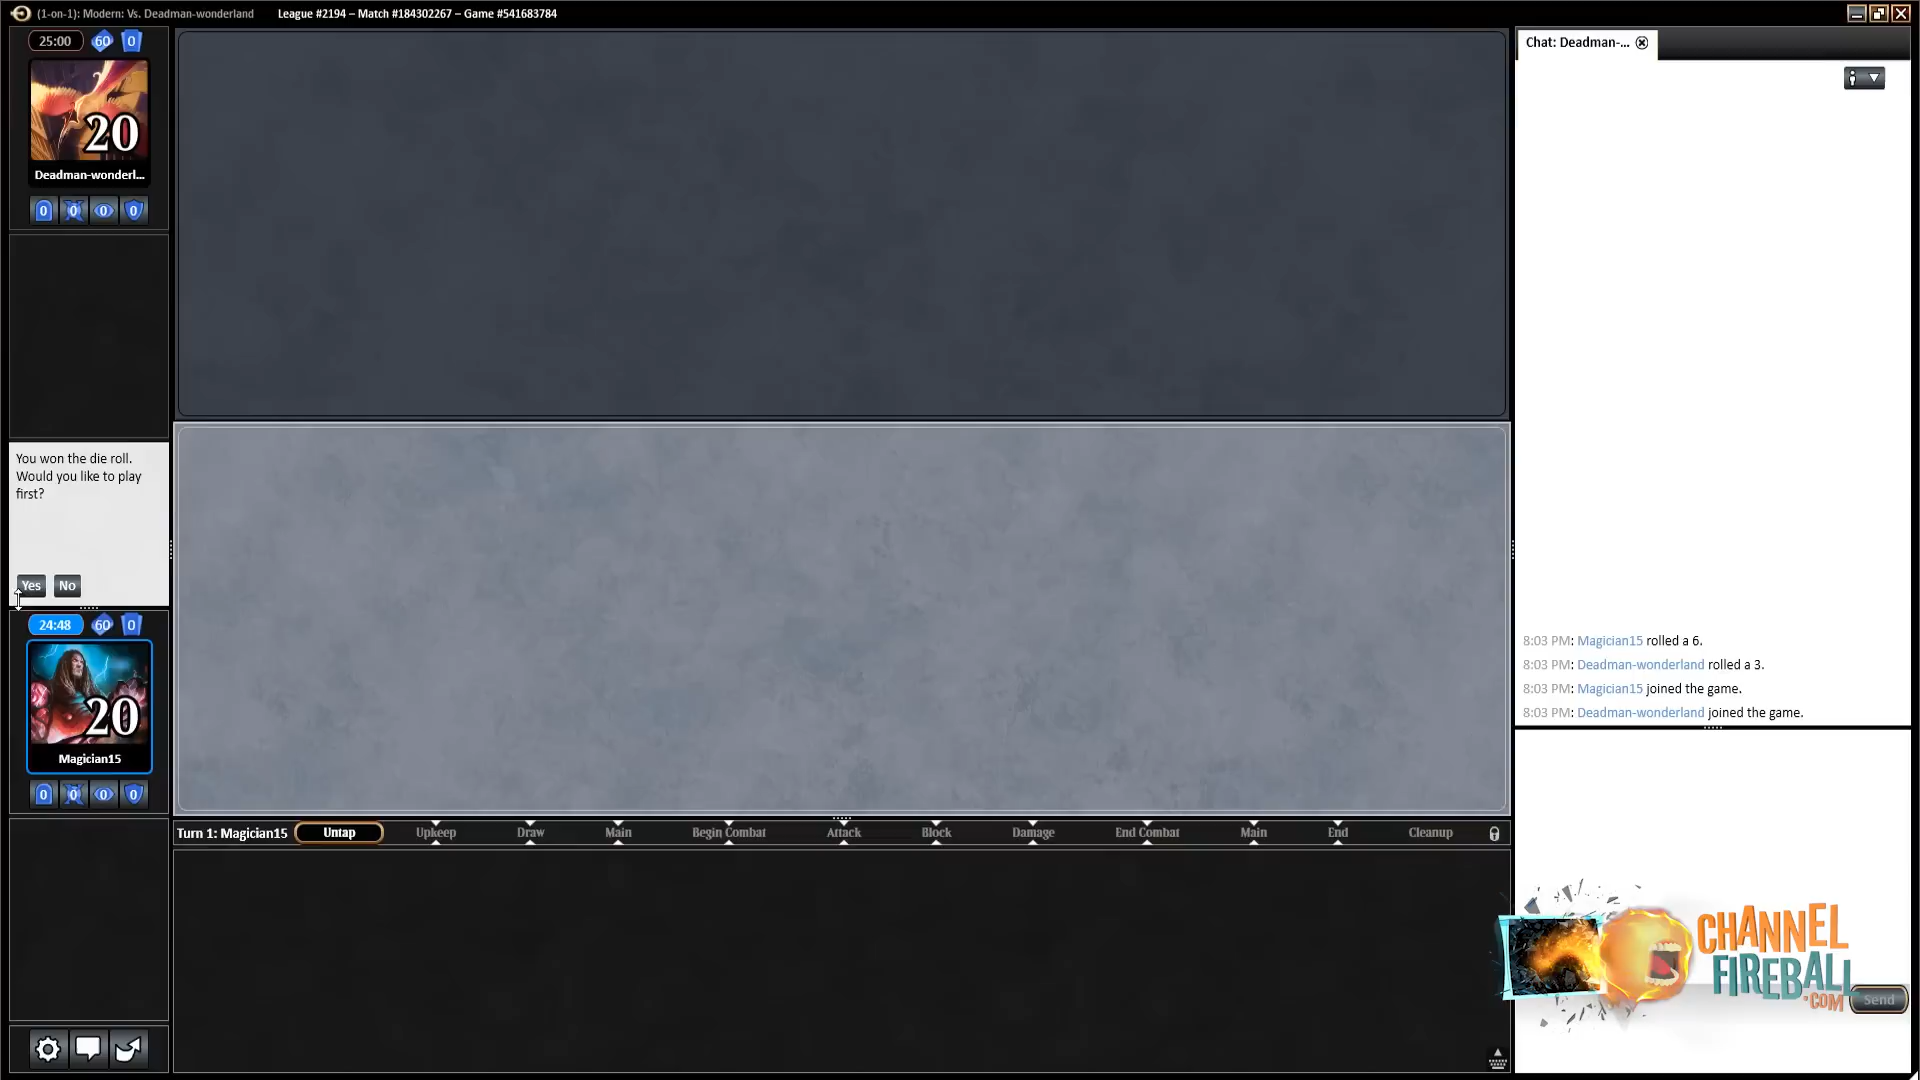 (1-on-1): Modern: Vs. Deadman-wonderland League #2194 – Match #184302267 – Game #541683784
25:00 60 0
20
Deadman-wonderl...
0 0 0 0
You won the die roll.
Would you like to play
first?
Yes No
24:48 60 0
20
Magician15
0 0 0 0
Turn 1: Magician15 Untap Upkeep Draw Main Begin Combat Attack Block Damage End Combat Main End Cleanup
Chat: Deadman-...
8:03 PM: Magician15 rolled a 6.
8:03 PM: Deadman-wonderland rolled a 3.
8:03 PM: Magician15 joined the game.
8:03 PM: Deadman-wonderland joined the game.
CHANNEL
FIREBALL
.COM
Send